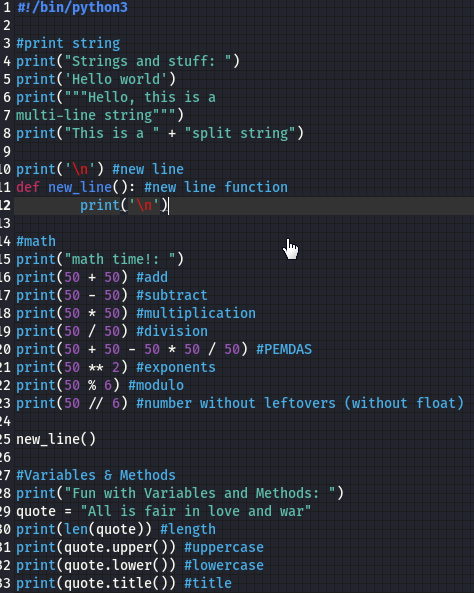 1 #!/bin/python3
2
3 #print string
4 print("Strings and stuff: ")
5 print('Hello world')
6 print("""Hello, this is a
7 multi-line string""")
8 print("This is a " + "split string")
9
10 print('\n') #new line
11 def new_line(): #new line function
12         print('\n')
13
14 #math
15 print("math time!: ")
16 print(50 + 50) #add
17 print(50 - 50) #subtract
18 print(50 * 50) #multiplication
19 print(50 / 50) #division
20 print(50 + 50 - 50 * 50 / 50) #PEMDAS
21 print(50 ** 2) #exponents
22 print(50 % 6) #modulo
23 print(50 // 6) #number without leftovers (without float)
24
25 new_line()
26
27 #Variables & Methods
28 print("Fun with Variables and Methods: ")
29 quote = "All is fair in love and war"
30 print(len(quote)) #length
31 print(quote.upper()) #uppercase
32 print(quote.lower()) #lowercase
33 print(quote.title()) #title